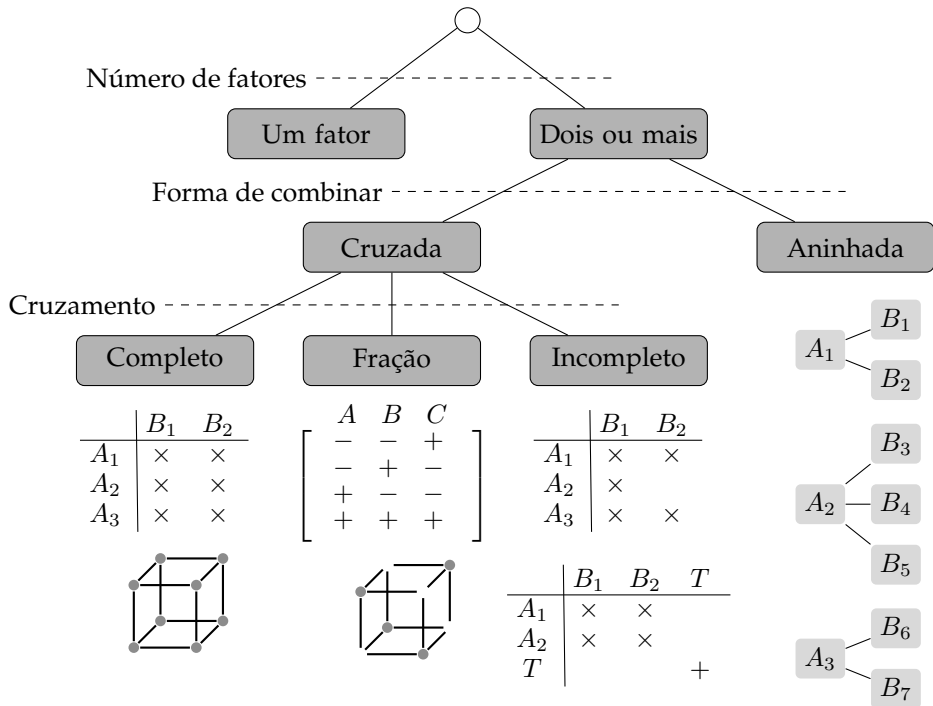 Número de fatores
Um fator
Dois ou mais
Forma de combinar
Cruzada
Aninhada
Cruzamento
Completo
Fração
Incompleto
B₁ B₂
A₁ × ×
A₂ × ×
A₃ × ×
A B C
− − +
− + −
+ − −
+ + +
B₁ B₂
A₁ × ×
A₂ ×
A₃ × ×
B₁ B₂ T
A₁ × ×
A₂ × ×
T +
A₁
B₁
B₂
A₂
B₃
B₄
B₅
A₃
B₆
B₇